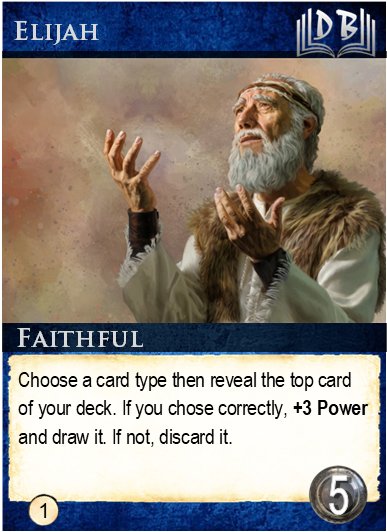 ELIJAH
DB
FAITHFUL
Choose a card type then reveal the top card
of your deck. If you chose correctly, +3 Power
and draw it. If not, discard it.
1
5